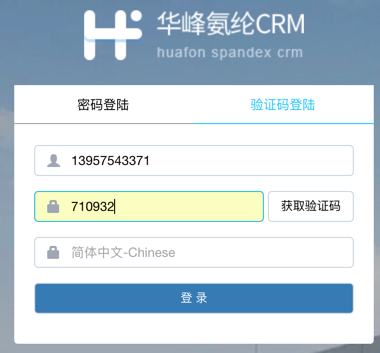 华峰氨纶CRM
huafon spandex crm
密码登陆 验证码登陆
13957543371
710932 获取验证码
简体中文-Chinese
登 录